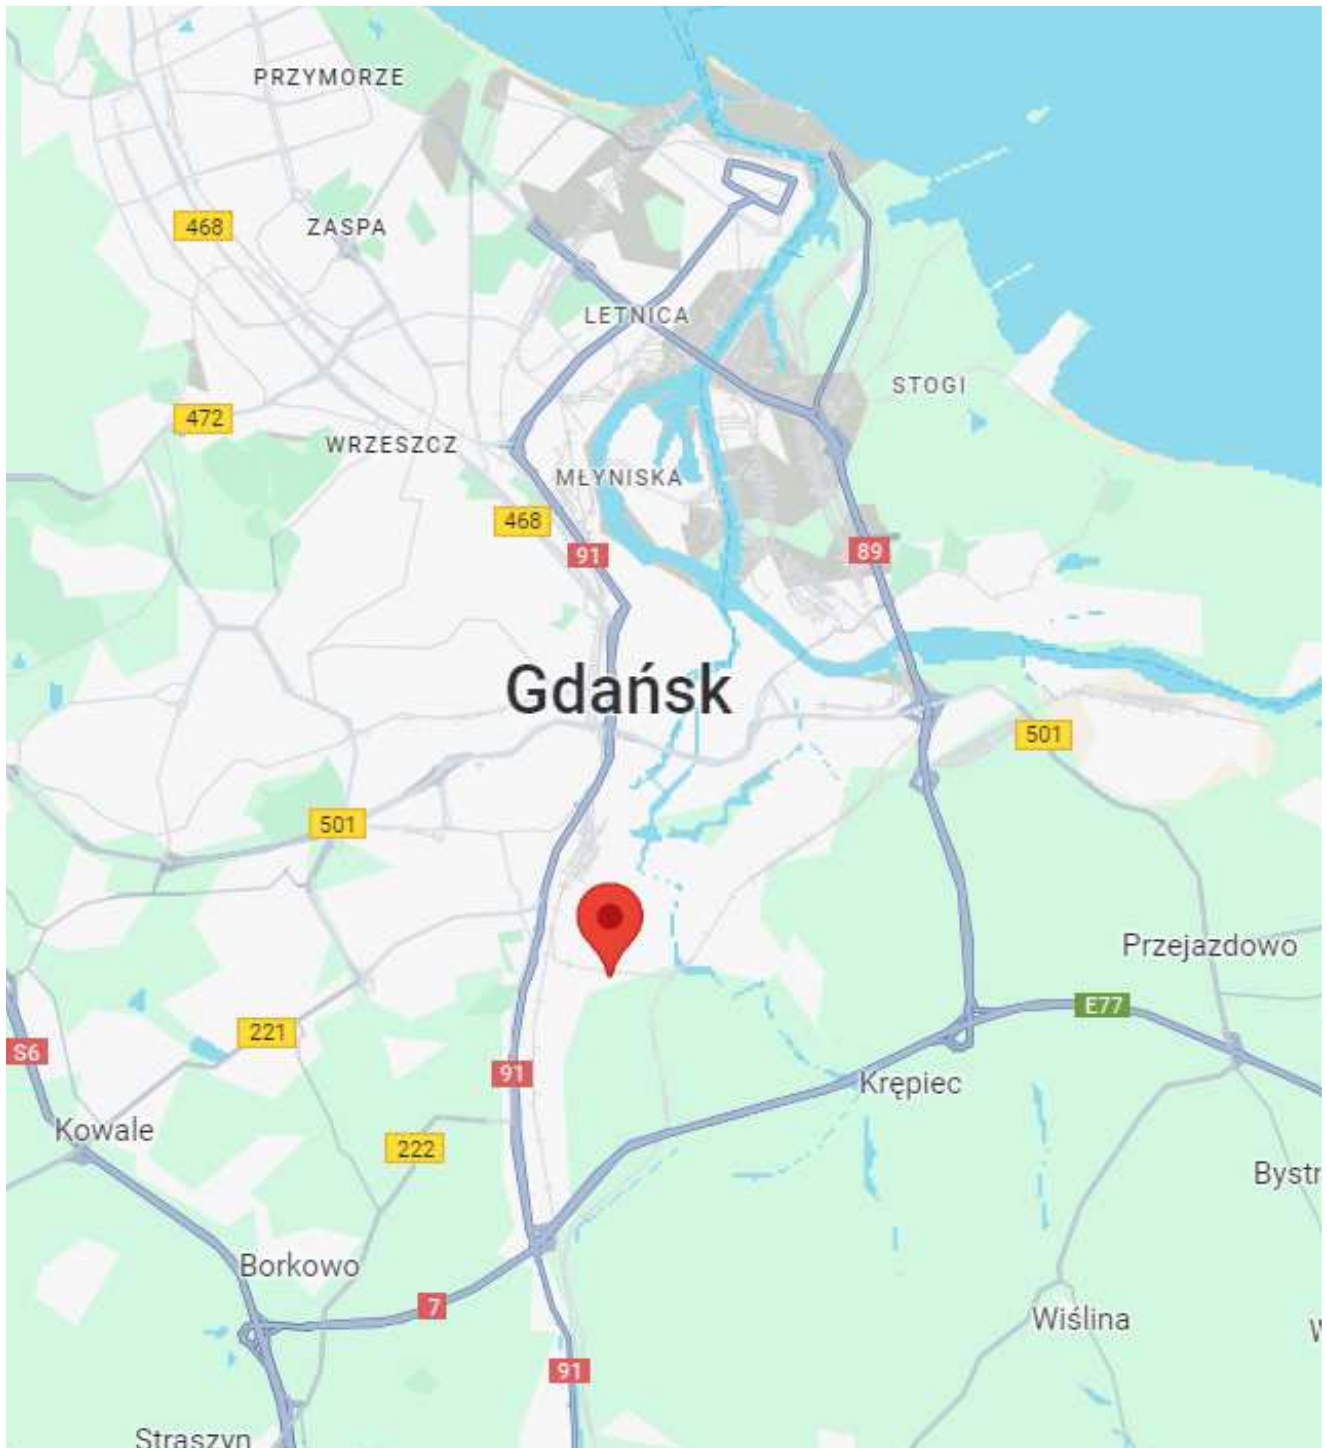 PRZYMORZE
468
ZASPA
LETNICA
STOGI
472
WRZESZCZ
MŁYNISKA
468
91
89
Gdańsk
501
501
Przejazdowo
E77
221
S6
91
Krępiec
Kowale
222
Bystr
Borkowo
7
Wiślina
91
Straszyn